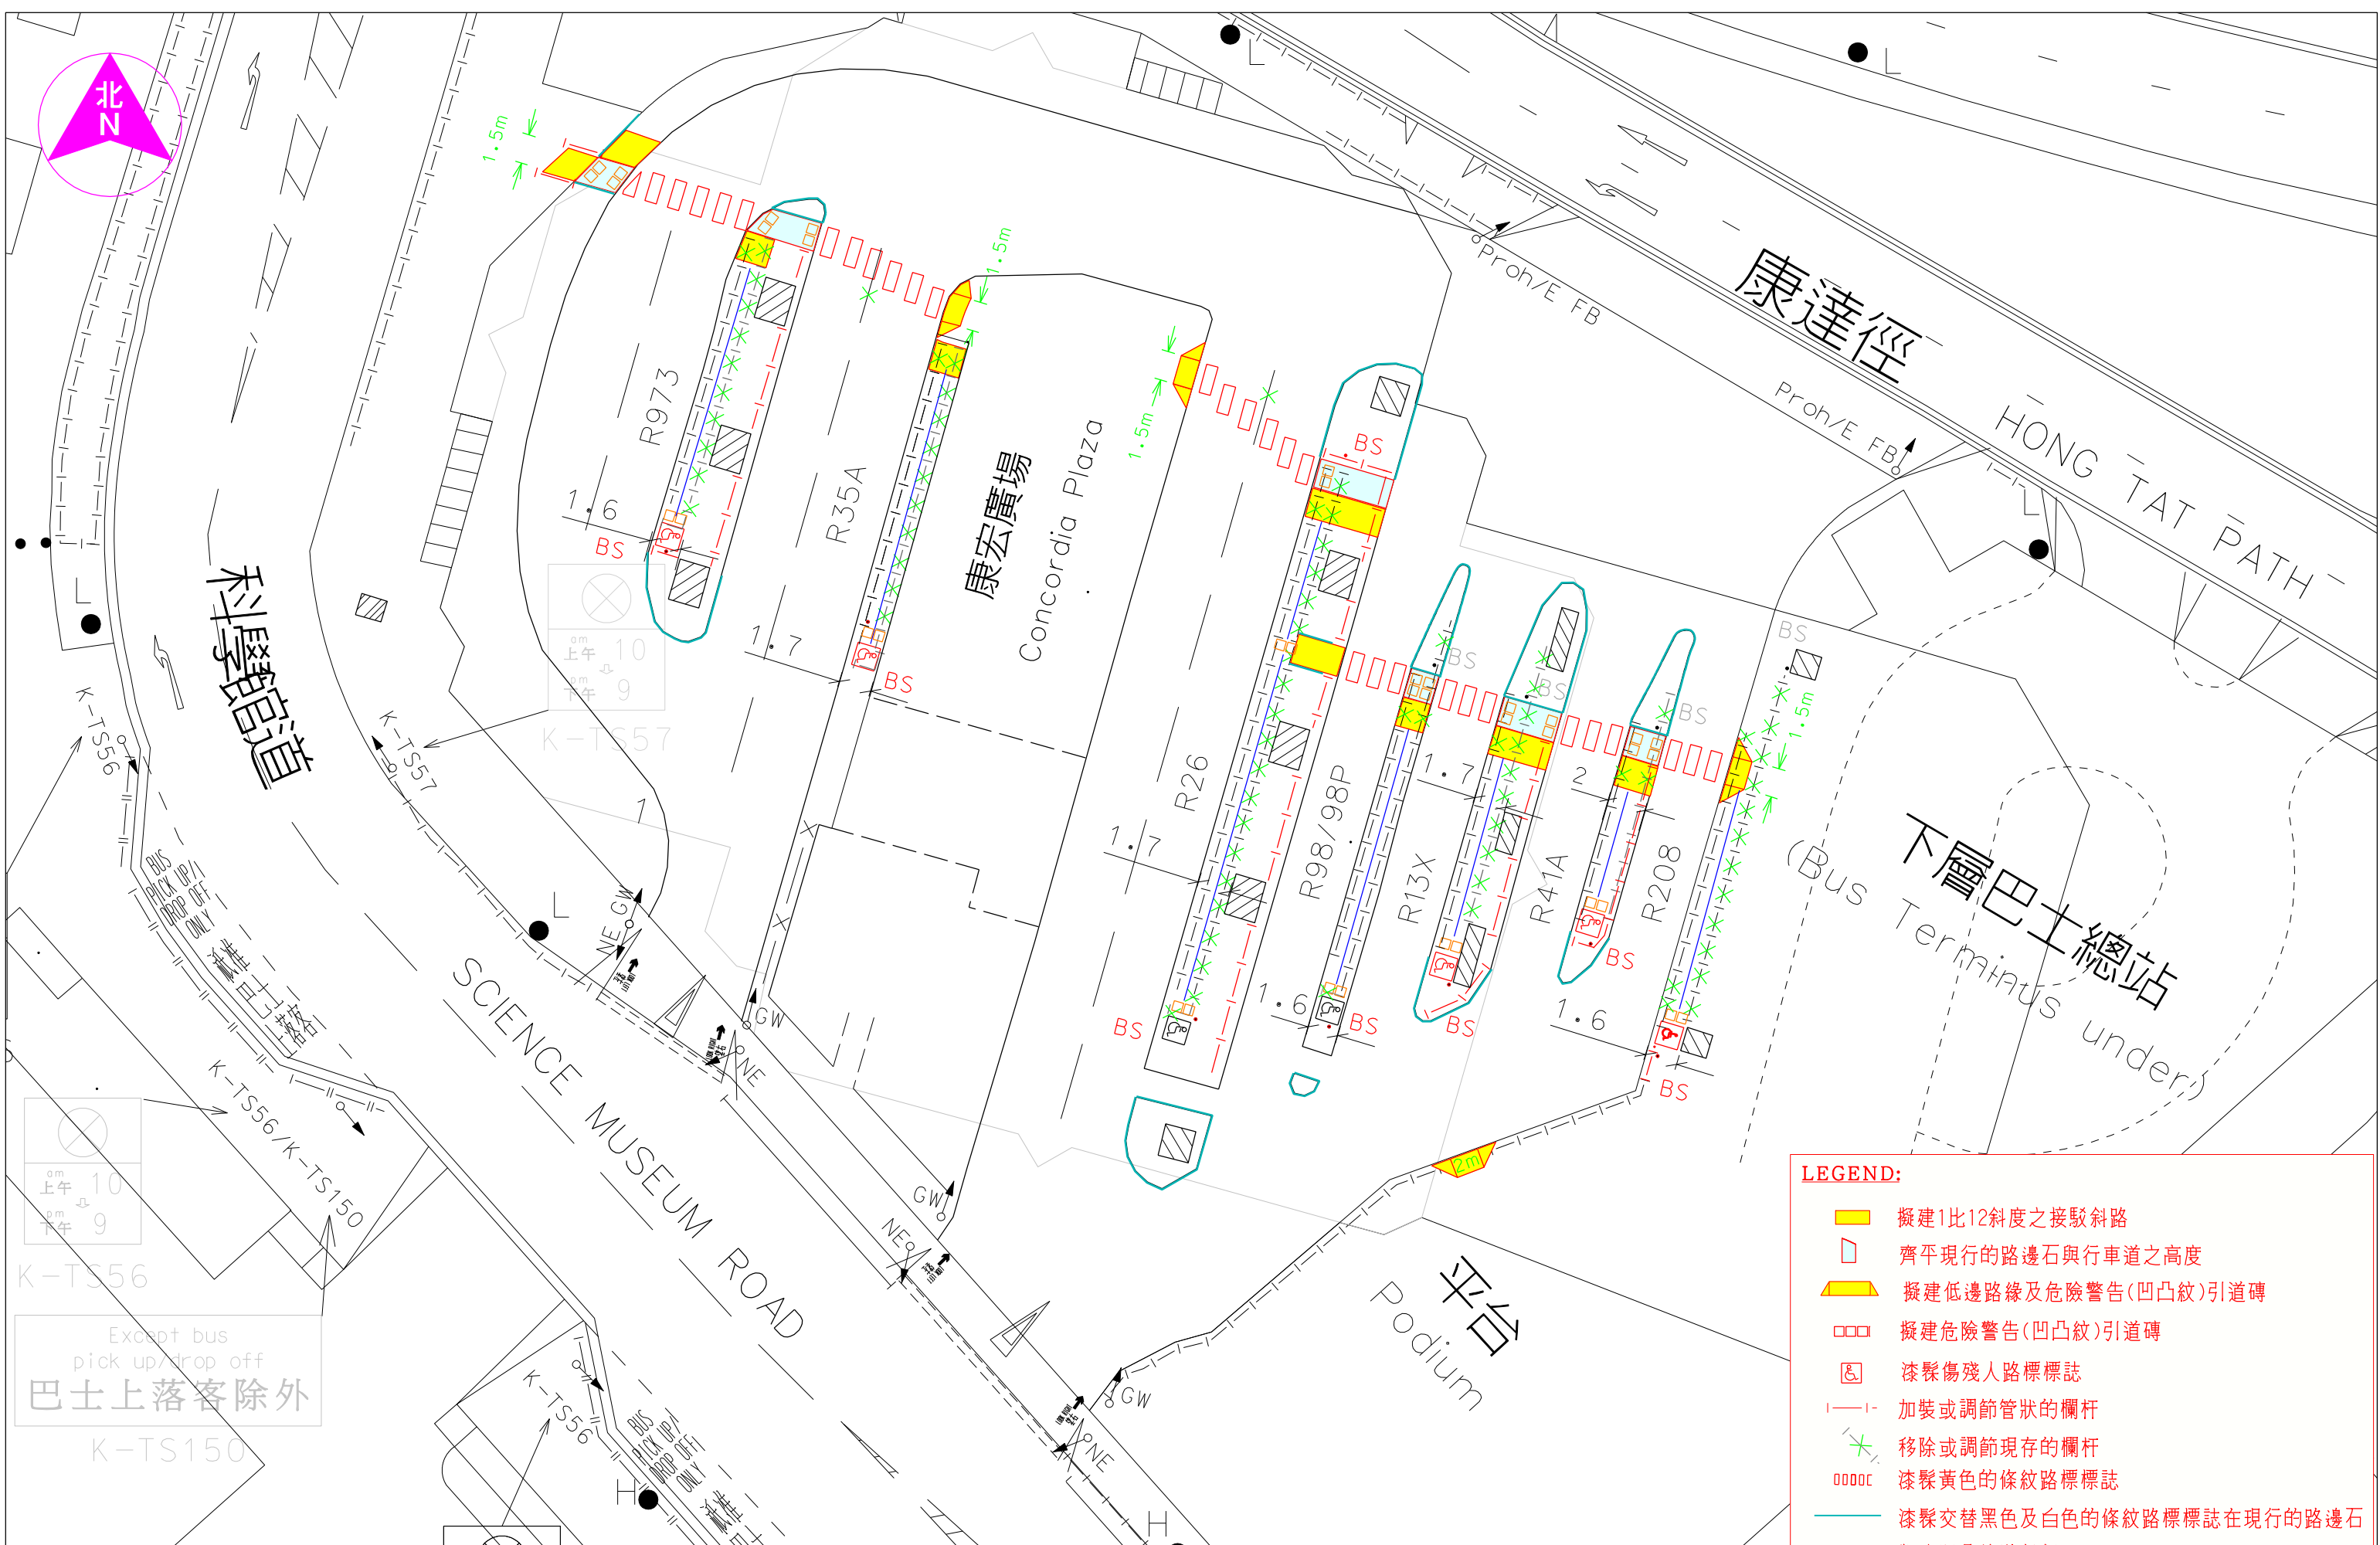 北
N
1.5m
1.5m
1.5m
L
L
Proh/E FB
康達徑
HONG TAT PATH
Proh/E FB
L
R973
R35A
康宏廣場
Concordia Plaza
BS
1.6
BS
1.7
BS
L
科學館道
上午 am 10
下午 pm 9
K-TS57
K-TS57
K-TS56
R26
R98/98P
R13X
R41A
R208
1.7
1.7
2
1.6
1.6
BS
BS
BS
BS
1.5m
BS
BS
BS
BS
BS
下層巴士總站
(Bus Terminus under)
1
L
NE
GW
GW
NE
SCIENCE MUSEUM ROAD
BUS
PICK UP/
DROP OFF
ONLY
K-TS56/K-TS150
上午 am 10
下午 pm 9
K-TS56
Except bus
pick up/drop off
巴士上落客除外
K-TS150
GW
NE
2m
平台
Podium
GW
NE
K-TS56
BUS
PICK UP/
DROP OFF
ONLY
H
H
LEGEND:
擬建1比12斜度之接駁斜路
齊平現行的路邊石與行車道之高度
擬建低邊路緣及危險警告(凹凸紋)引道磚
擬建危險警告(凹凸紋)引道磚
漆髹傷殘人路標標誌
加裝或調節管狀的欄杆
移除或調節現存的欄杆
漆髹黃色的條紋路標標誌
漆髹交替黑色及白色的條紋路標標誌在現行的路邊石